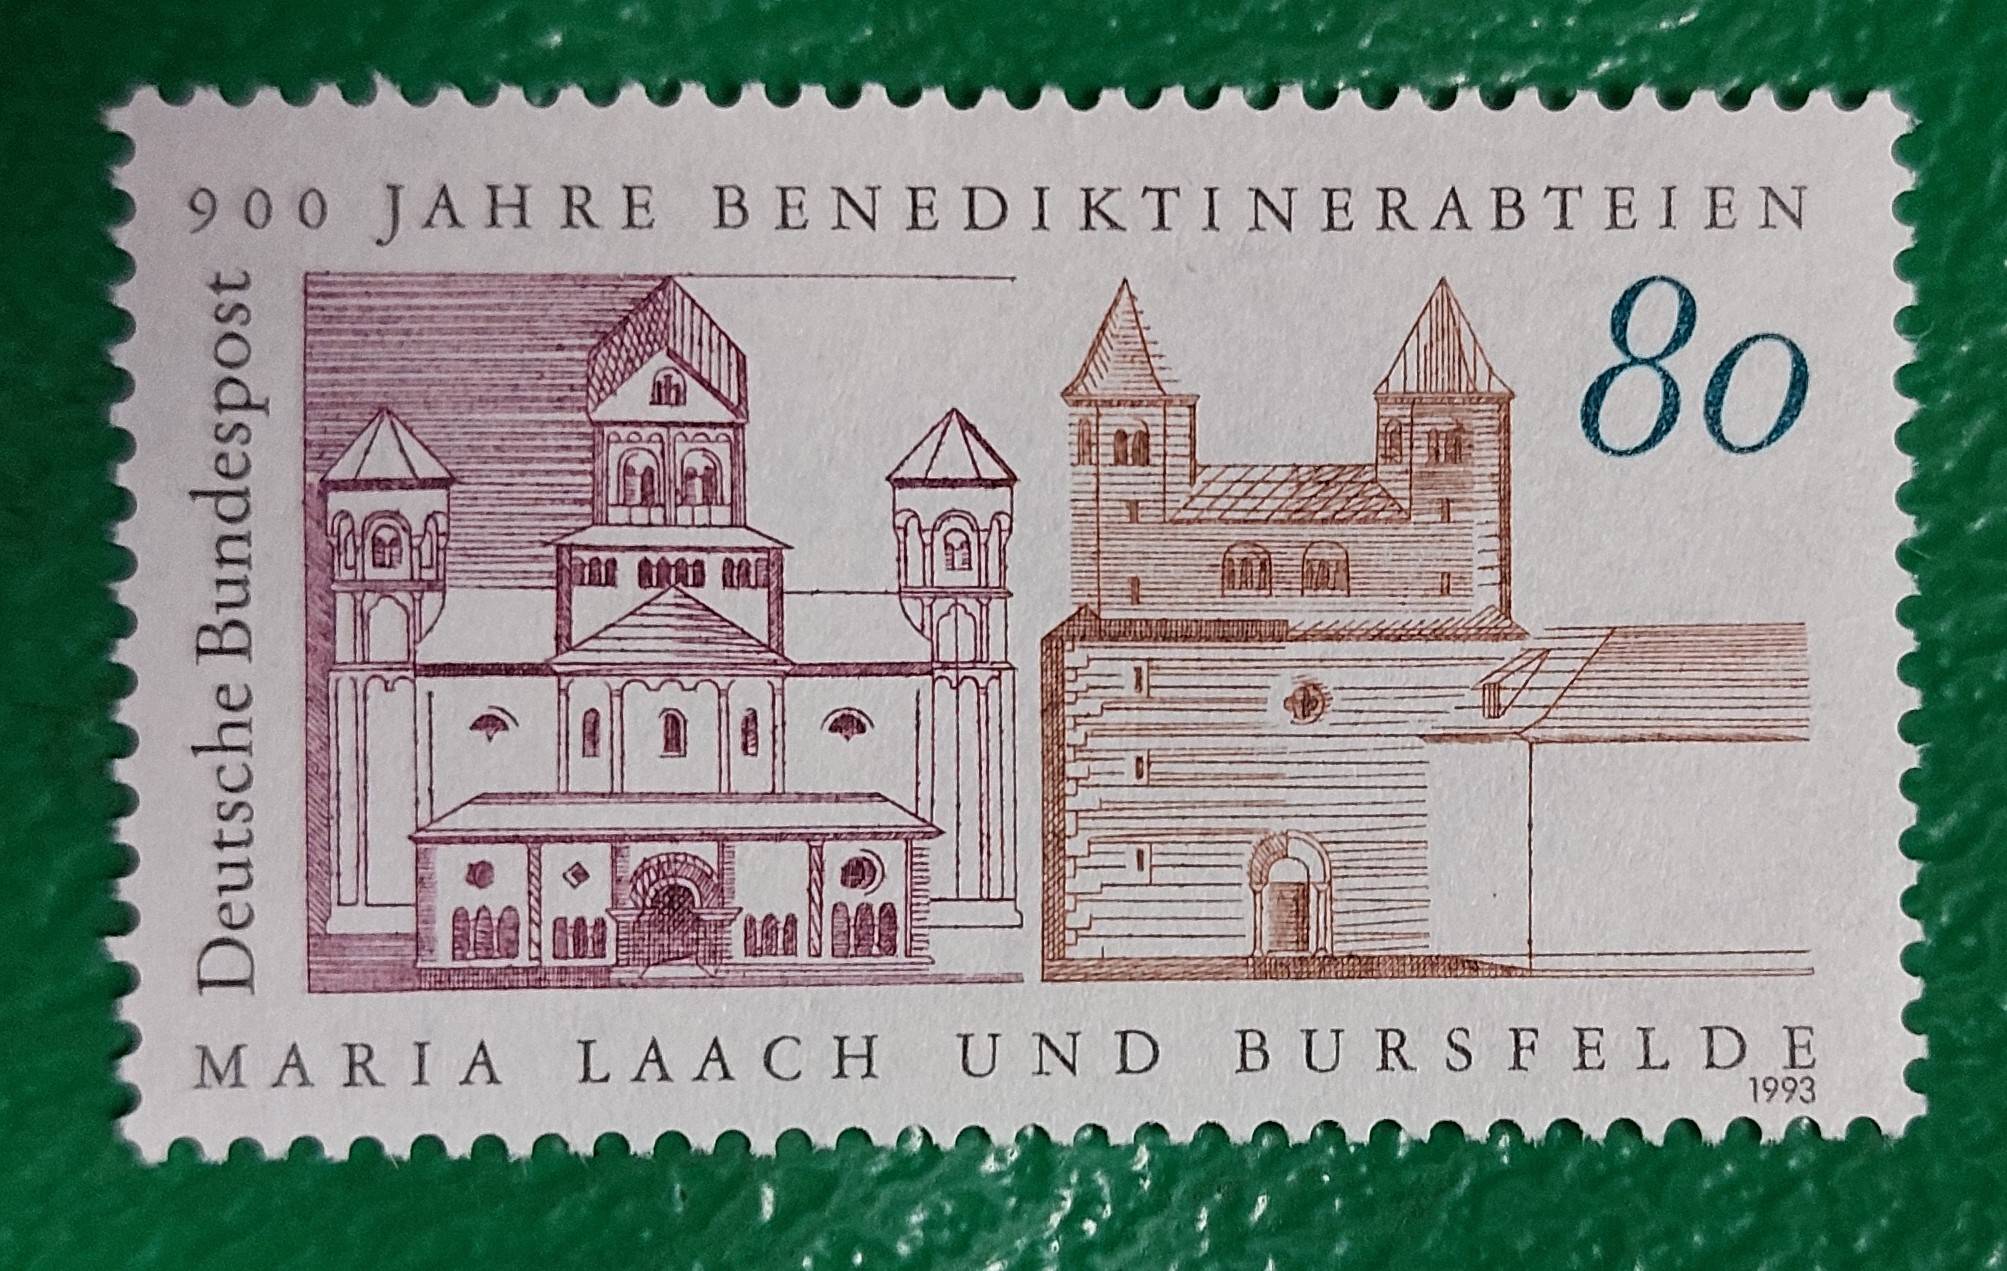 900 JAHRE BENEDIKTINERABTEIEN
Deutsche Bundespost
80
MARIA LAACH UND BURSFELDE
1993